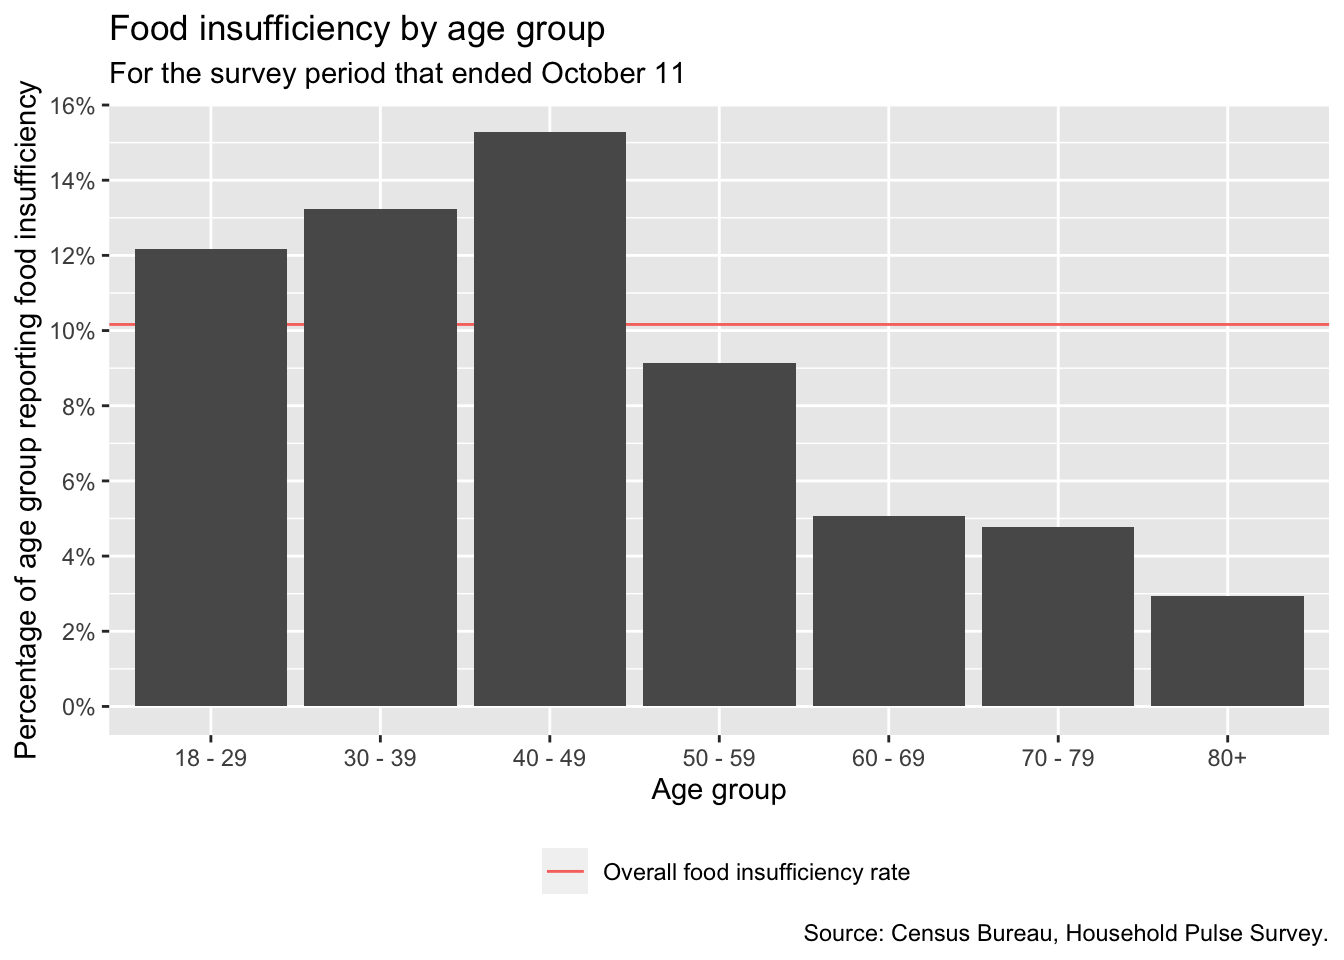 Food insufficiency by age group
For the survey period that ended October 11
Percentage of age group reporting food insufficiency
16%
14%
12%
10%
8%
6%
4%
2%
0%
18 - 29
30 - 39
40 - 49
50 - 59
60 - 69
70 - 79
80+
Age group
Overall food insufficiency rate
Source: Census Bureau, Household Pulse Survey.